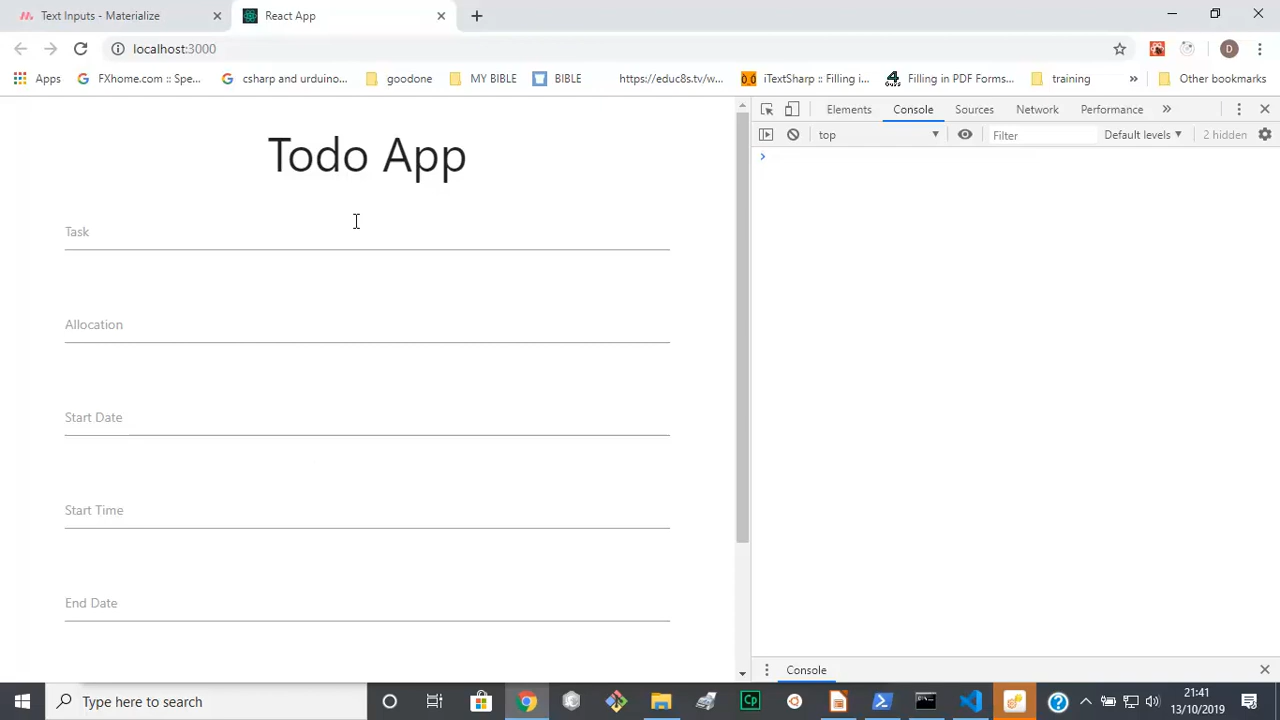 Text Inputs - Materialize
React App
localhost:3000
D
Apps
FXhome.com :: Spe...
csharp and urduino...
goodone
MY BIBLE
BIBLE
https://educ8s.tv/w...
iTextSharp :: Filling i...
Filling in PDF Forms...
training
»
Other bookmarks
Elements
Console
Sources
Network
Performance
»
top
Filter
Default levels
2 hidden
Todo App
Task
Allocation
Start Date
Start Time
End Date
Console
Type here to search
Cp
21:41
13/10/2019